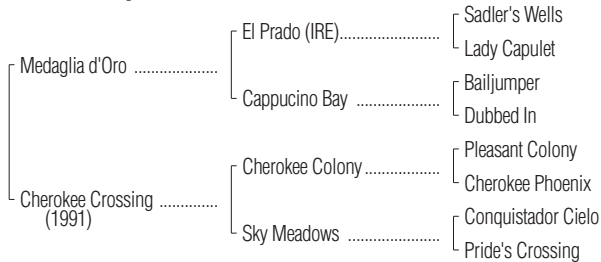 Sadler's Wells
El Prado (IRE)....................
Lady Capulet
Medaglia d'Oro ..................
Bailjumper
Cappucino Bay ..................
Dubbed In
Pleasant Colony
Cherokee Colony ................
Cherokee Phoenix
Cherokee Crossing .............
(1991)
Conquistador Cielo
Sky Meadows ....................
Pride's Crossing